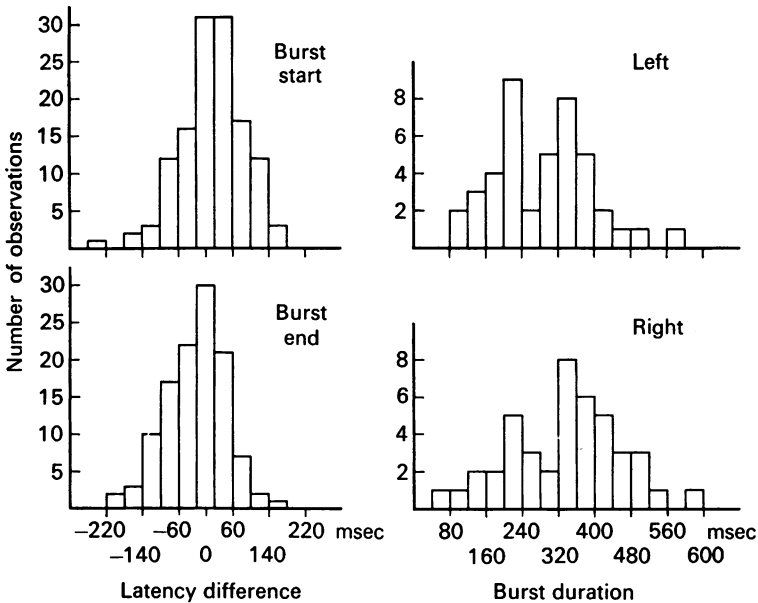 30
25
20
15
10
5
Burst
start
8
6
4
2
Left
Number of observations
30
25
20
15
10
5
Burst
end
8
6
4
2
Right
−220 −60 60 220 msec
−140 0 140
Latency difference
80 240 400 560 msec
160 320 480 600
Burst duration